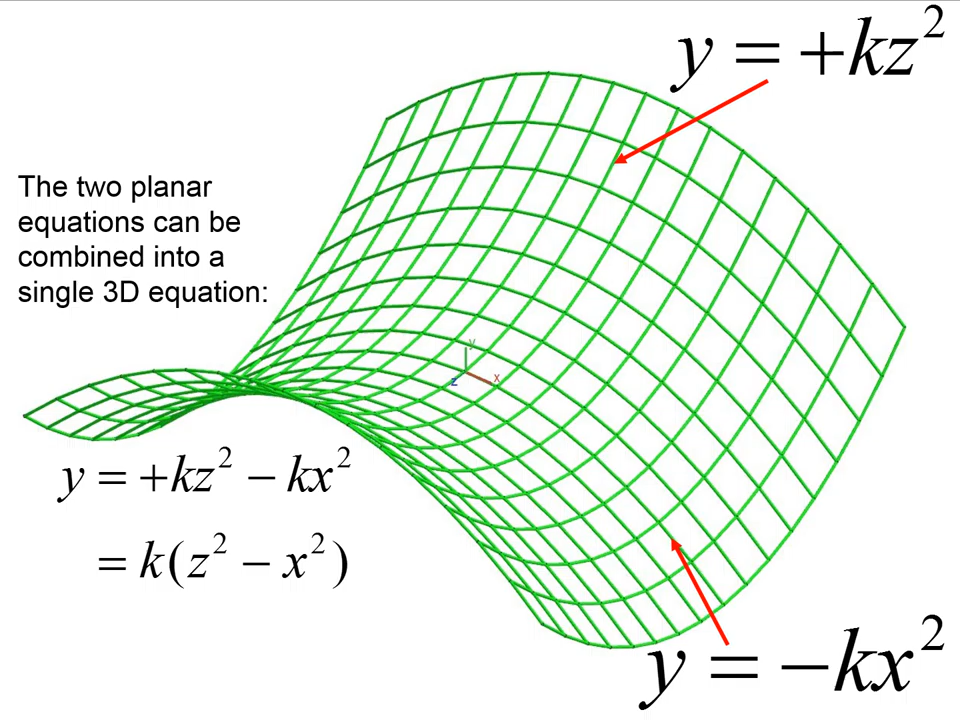 y = +kz²
The two planar
equations can be
combined into a
single 3D equation:
y
z x
y = +kz² − kx²
= k(z² − x²)
y = −kx²